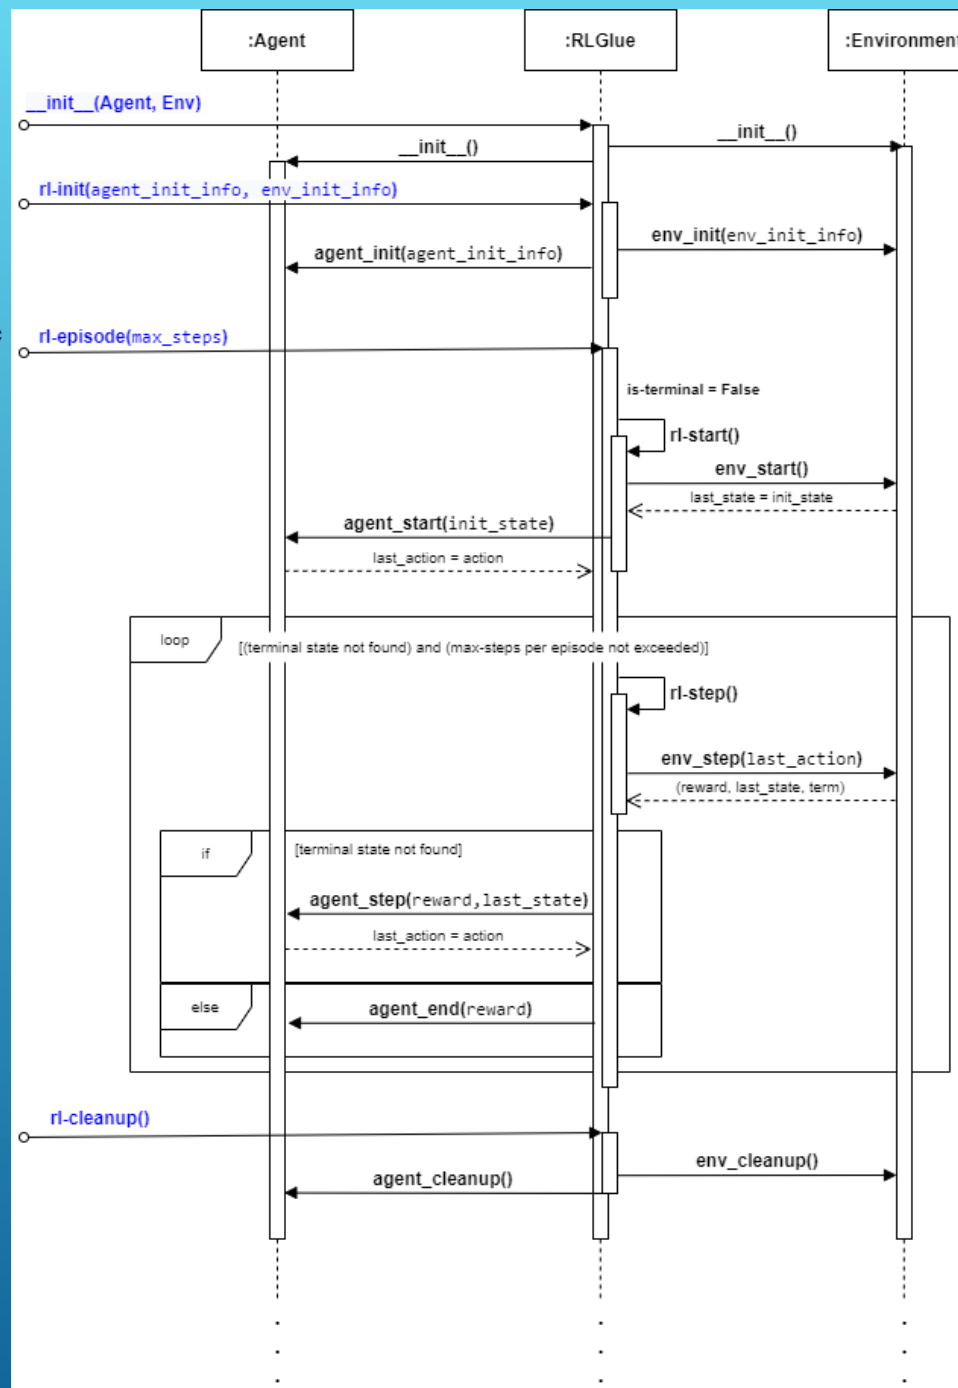 :Agent
:RLGlue
:Environment
__init__(Agent, Env)
__init__()
__init__()
rl-init(agent_init_info, env_init_info)
env_init(env_init_info)
agent_init(agent_init_info)
rl-episode(max_steps)
is-terminal = False
rl-start()
env_start()
last_state = init_state
agent_start(init_state)
last_action = action
loop
[(terminal state not found) and (max-steps per episode not exceeded)]
rl-step()
env_step(last_action)
(reward, last_state, term)
if
[terminal state not found]
agent_step(reward,last_state)
last_action = action
else
agent_end(reward)
rl-cleanup()
env_cleanup()
agent_cleanup()